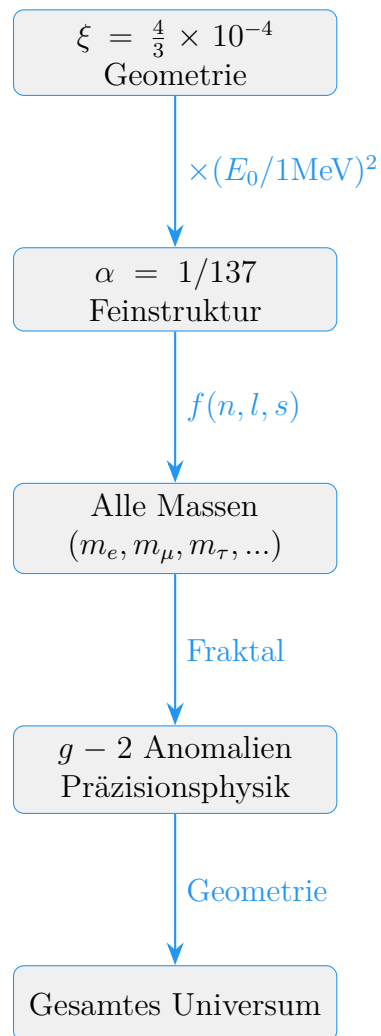 ξ = 4/3 × 10⁻⁴
Geometrie
×(E₀/1MeV)²
α = 1/137
Feinstruktur
f(n, l, s)
Alle Massen
(mₑ, m_μ, m_τ, ...)
Fraktal
g − 2 Anomalien
Präzisionsphysik
Geometrie
Gesamtes Universum